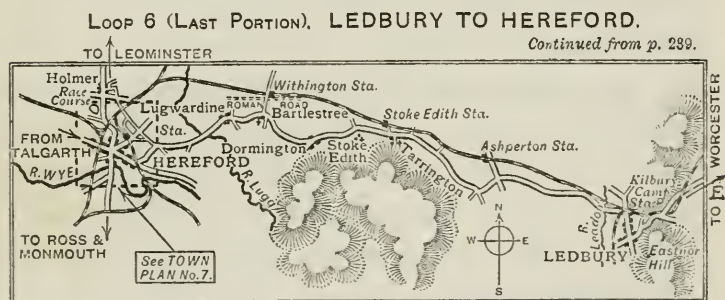 LOOP 6 (LAST PORTION). LEDBURY TO HEREFORD.
Continued from p. 239.
TO LEOMINSTER
Holmer
Race
Course
Withington Sta.
Lugwardine
ROMAN ROAD
Bartlestree
Stoke Edith Sta.
Sta.
FROM
TALGARTH
HEREFORD
Dormington
Stoke
Edith
Tarrington
Ashperton Sta.
R. WYE
R. Lugg
Kilbury
Camp
Sta.
TO WORCESTER
R. Leadon
N
W
E
S
LEDBURY
Eastnor
Hill
TO ROSS &
MONMOUTH
See TOWN
PLAN No. 7.